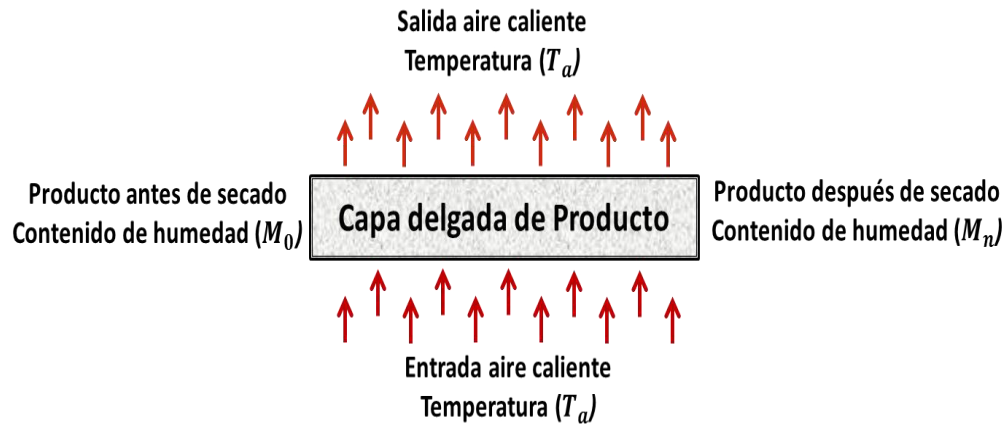 Salida aire caliente
Temperatura (Tₐ)
Producto antes de secado
Contenido de humedad (M₀)
Capa delgada de Producto
Producto después de secado
Contenido de humedad (Mₙ)
Entrada aire caliente
Temperatura (Tₐ)